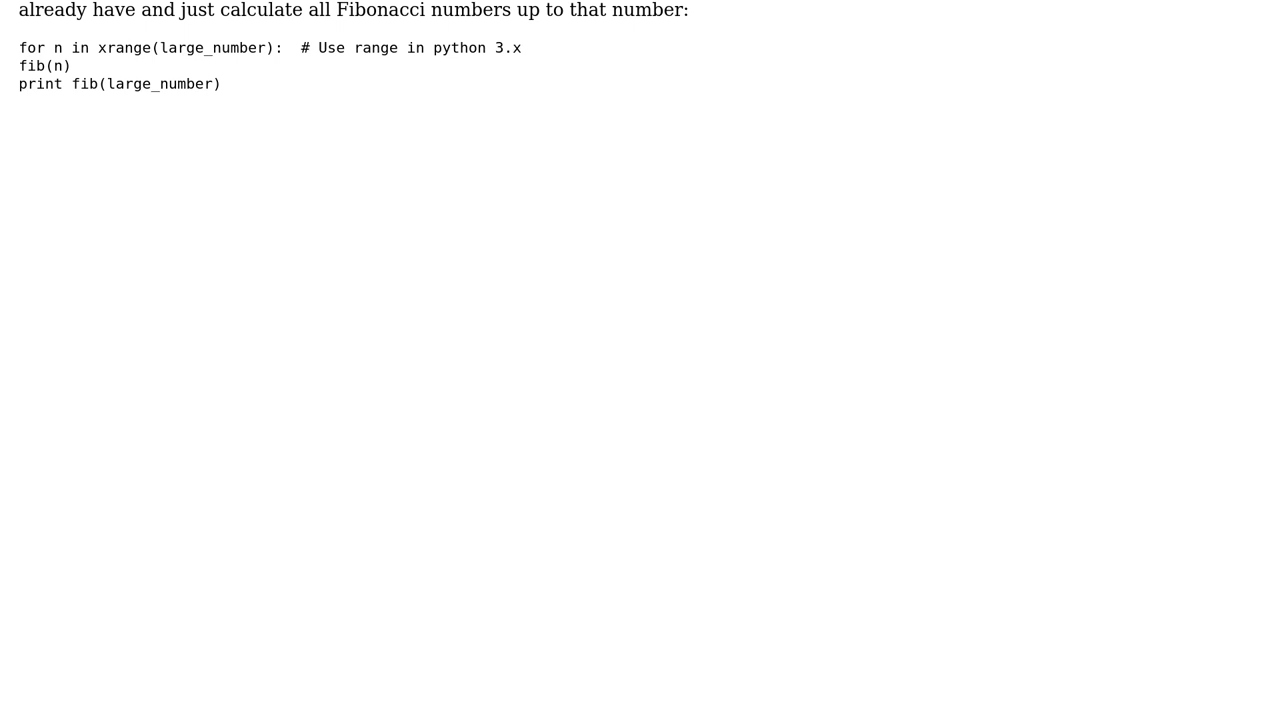 already have and just calculate all Fibonacci numbers up to that number:
for n in xrange(large_number):  # Use range in python 3.x
fib(n)
print fib(large_number)